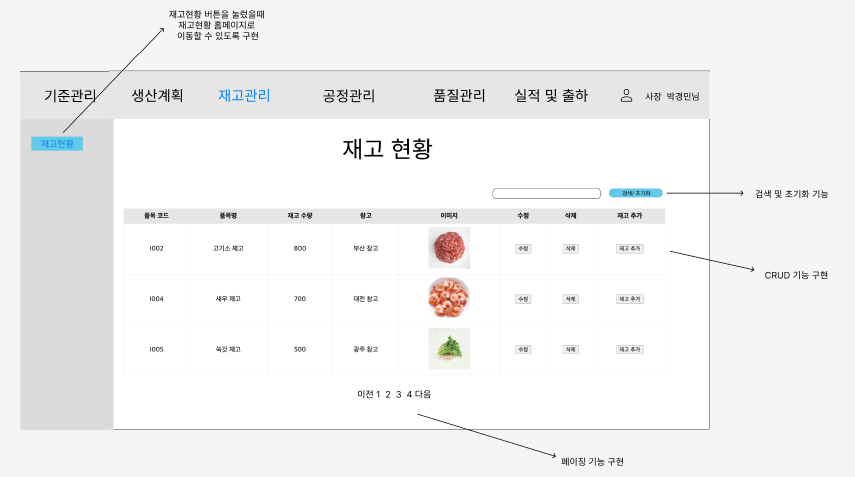 재고현황 버튼을 눌렀을때
재고현황 홈페이지로
이동할 수 있도록 구현
기준관리 생산계획 재고관리 공정관리 품질관리 실적 및 출하 사장 박경민님
재고현황
재고 현황
검색/ 초기화
검색 및 초기화 기능
품목 코드 품목명 재고 수량 창고 이미지 수정 삭제 재고 추가
I002 고기소 재고 800 부산 창고 수정 삭제 재고 추가
CRUD 기능 구현
I004 새우 재고 700 대전 창고 수정 삭제 재고 추가
I005 쑥갓 재고 500 광주 창고 수정 삭제 재고 추가
이전 1 2 3 4 다음
페이징 기능 구현